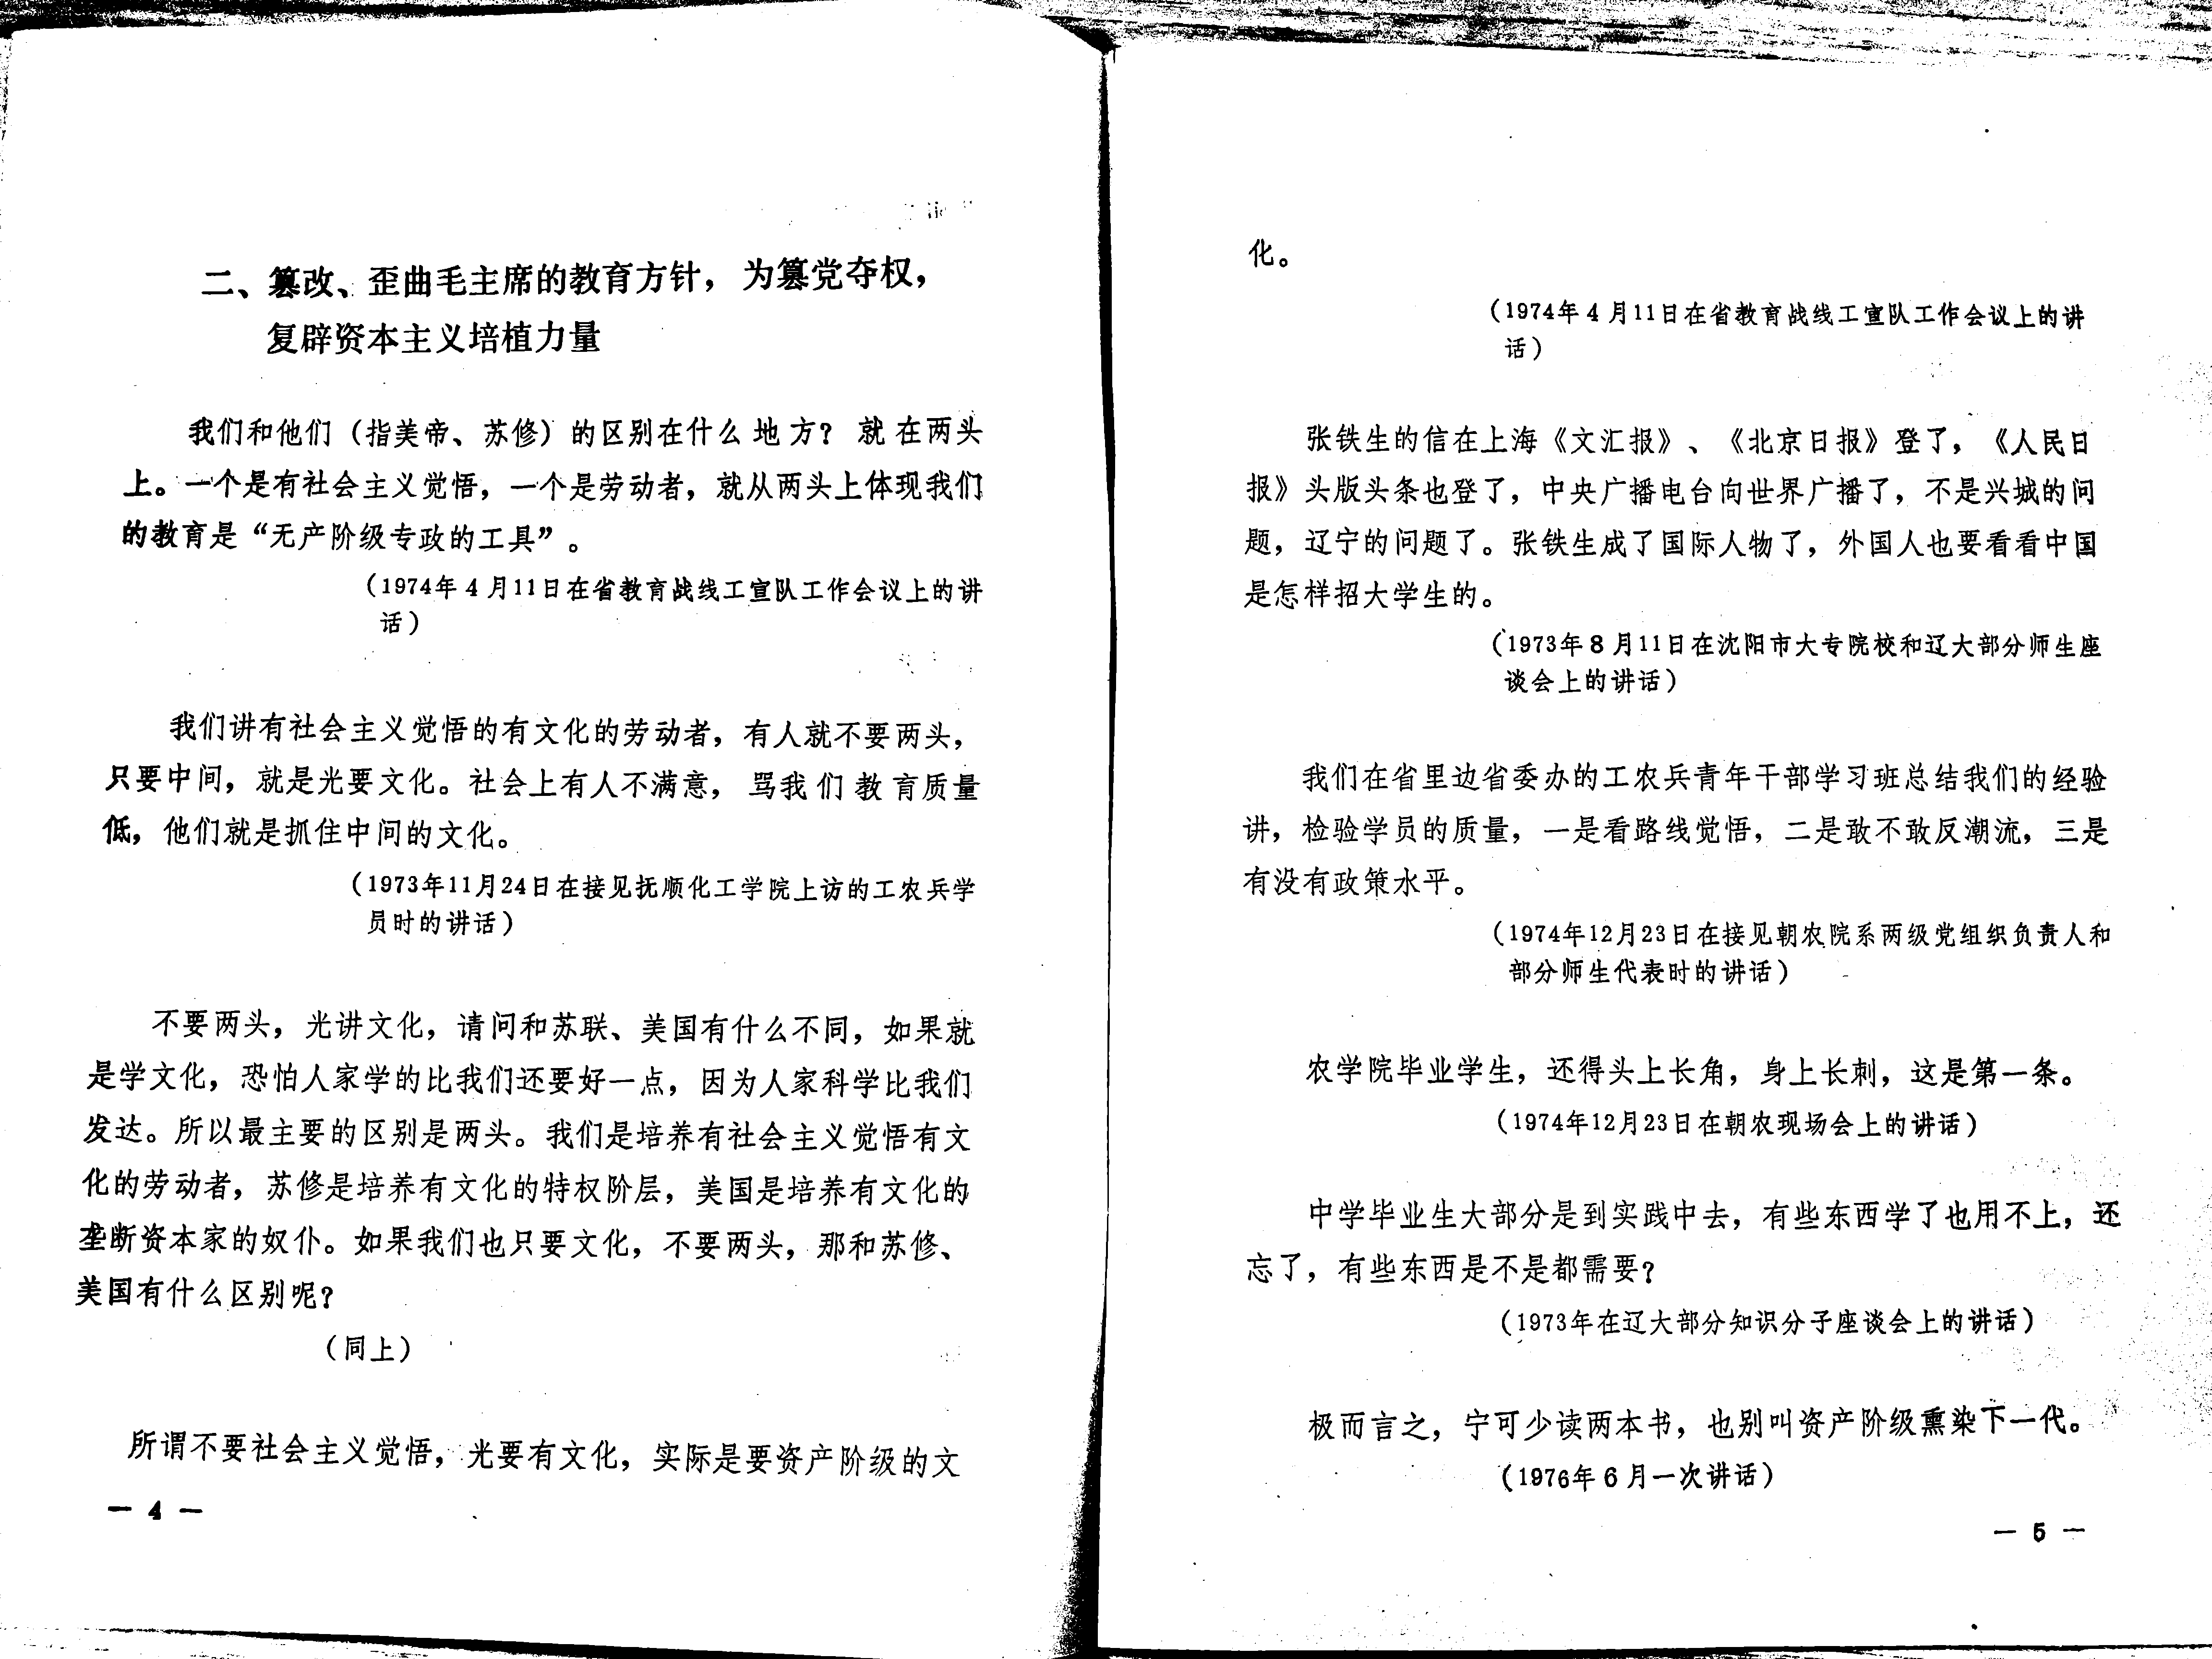 二、篡改、歪曲毛主席的教育方针，为篡党夺权，
复辟资本主义培植力量
我们和他们（指美帝、苏修）的区别在什么地方？就在两头
上。一个是有社会主义觉悟，一个是劳动者，就从两头上体现我们
的教育是“无产阶级专政的工具”。
（1974年4月11日在省教育战线工宣队工作会议上的讲
话）
我们讲有社会主义觉悟的有文化的劳动者，有人就不要两头，
只要中间，就是光要文化。社会上有人不满意，骂我们教育质量
低，他们就是抓住中间的文化。
（1973年11月24日在接见抚顺化工学院上访的工农兵学
员时的讲话）
不要两头，光讲文化，请问和苏联、美国有什么不同，如果就
是学文化，恐怕人家学的比我们还要好一点，因为人家科学比我们
发达。所以最主要的区别是两头。我们是培养有社会主义觉悟有文
化的劳动者，苏修是培养有文化的特权阶层，美国是培养有文化的
垄断资本家的奴仆。如果我们也只要文化，不要两头，那和苏修、
美国有什么区别呢？
（同上）
所谓不要社会主义觉悟，光要有文化，实际是要资产阶级的文
— 4 —
化。
（1974年4月11日在省教育战线工宣队工作会议上的讲
话）
张铁生的信在上海《文汇报》、《北京日报》登了，《人民日
报》头版头条也登了，中央广播电台向世界广播了，不是兴城的问
题，辽宁的问题了。张铁生成了国际人物了，外国人也要看看中国
是怎样招大学生的。
（1973年8月11日在沈阳市大专院校和辽大部分师生座
谈会上的讲话）
我们在省里边省委办的工农兵青年干部学习班总结我们的经验
讲，检验学员的质量，一是看路线觉悟，二是敢不敢反潮流，三是
有没有政策水平。
（1974年12月23日在接见朝农院系两级党组织负责人和
部分师生代表时的讲话）
农学院毕业学生，还得头上长角，身上长刺，这是第一条。
（1974年12月23日在朝农现场会上的讲话）
中学毕业生大部分是到实践中去，有些东西学了也用不上，还
忘了，有些东西是不是都需要？
（1973年在辽大部分知识分子座谈会上的讲话）
极而言之，宁可少读两本书，也别叫资产阶级熏染下一代。
（1976年6月一次讲话）
— 5 —